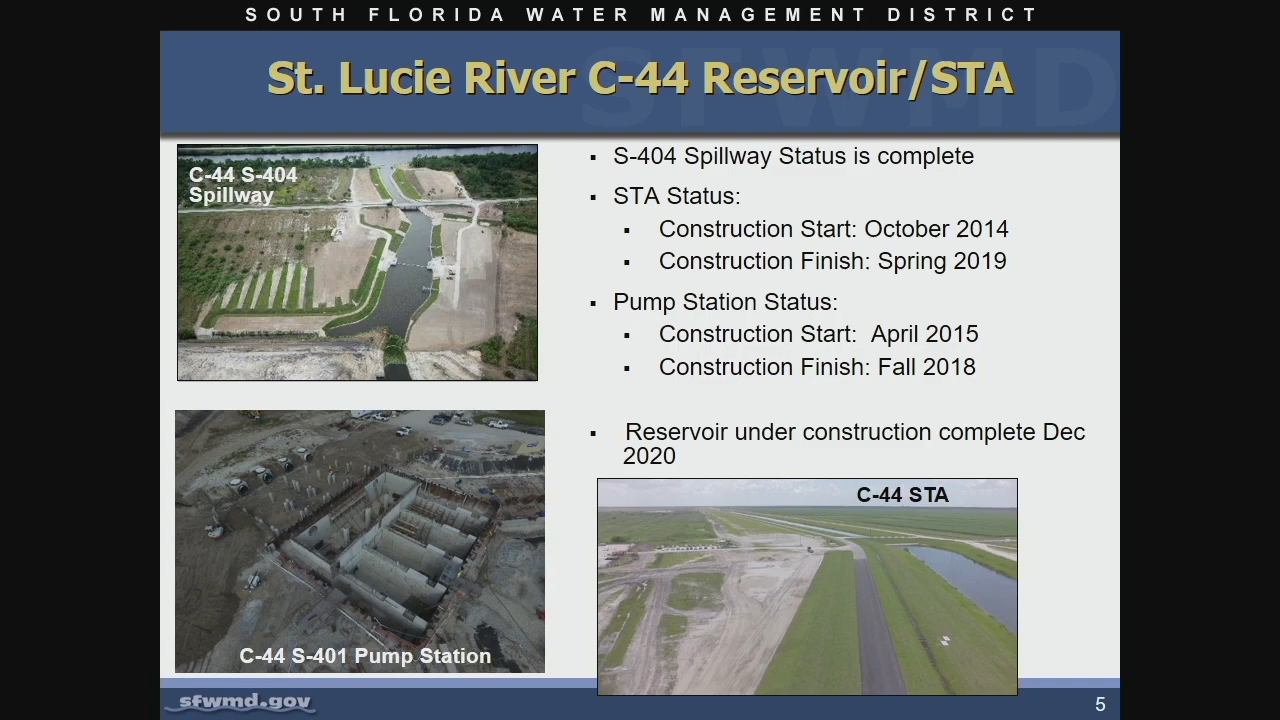 SOUTH FLORIDA WATER MANAGEMENT DISTRICT
SFWMD
St. Lucie River C-44 Reservoir/STA
C-44 S-404
Spillway
▪ S-404 Spillway Status is complete
▪ STA Status:
▪ Construction Start: October 2014
▪ Construction Finish: Spring 2019
▪ Pump Station Status:
▪ Construction Start: April 2015
▪ Construction Finish: Fall 2018
▪ Reservoir under construction complete Dec
2020
C-44 S-401 Pump Station
C-44 STA
sfwmd.gov
5